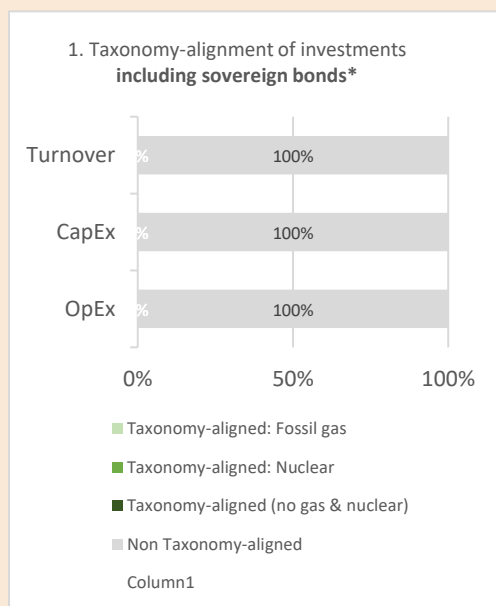 1. Taxonomy-alignment of investments
including sovereign bonds*
Turnover % 100%
CapEx % 100%
OpEx % 100%
0% 50% 100%
Taxonomy-aligned: Fossil gas
Taxonomy-aligned: Nuclear
Taxonomy-aligned (no gas & nuclear)
Non Taxonomy-aligned
Column1